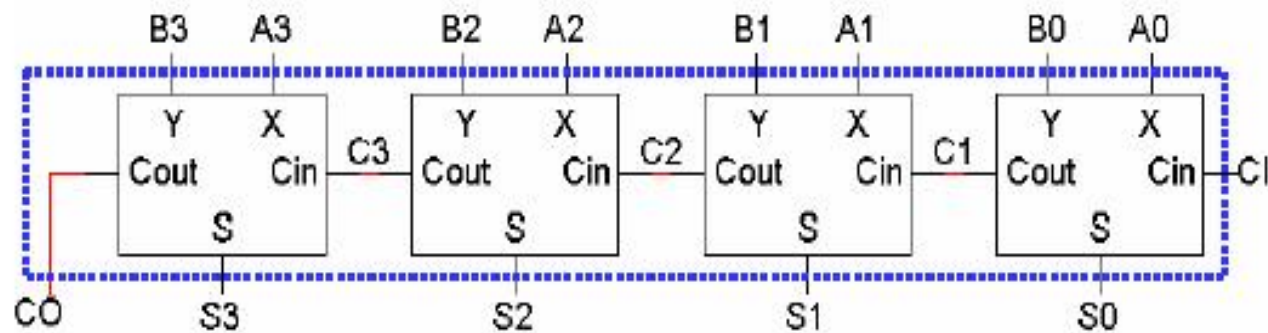 B3 A3 B2 A2 B1 A1 B0 A0
Y X Y X Y X Y X
Cout Cin C3 Cout Cin C2 Cout Cin C1 Cout Cin CI
S S S S
CO S3 S2 S1 S0